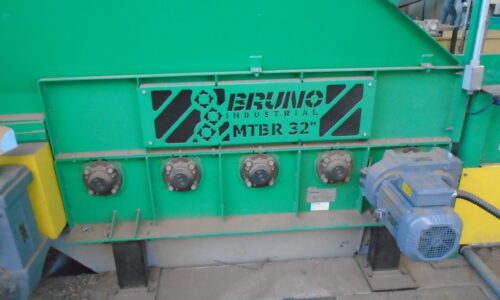 BRUNO
INDUSTRIAL
MTBR 32"